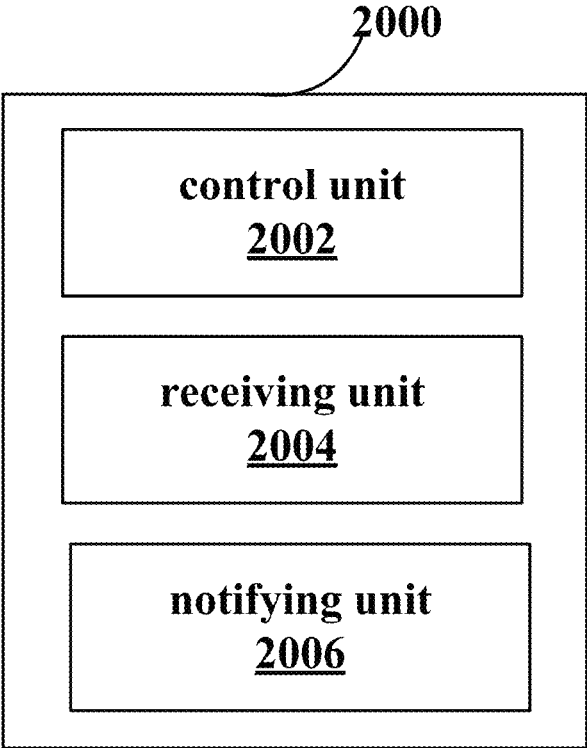 2000
control unit
2002
receiving unit
2004
notifying unit
2006